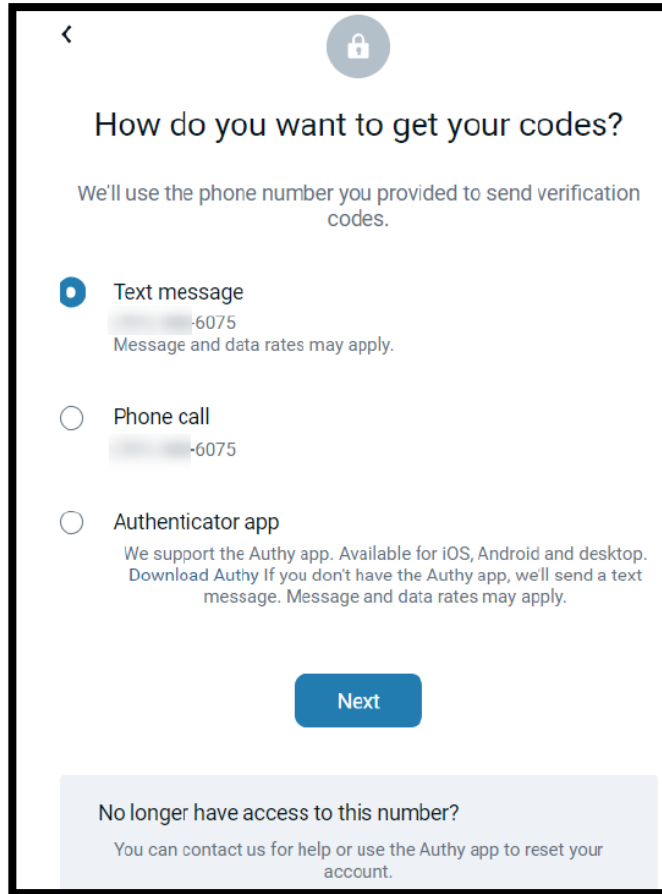 How do you want to get your codes?
We'll use the phone number you provided to send verification
codes.
Text message
-6075
Message and data rates may apply.
Phone call
-6075
Authenticator app
We support the Authy app. Available for iOS, Android and desktop.
Download Authy If you don't have the Authy app, we'll send a text
message. Message and data rates may apply.
Next
No longer have access to this number?
You can contact us for help or use the Authy app to reset your
account.